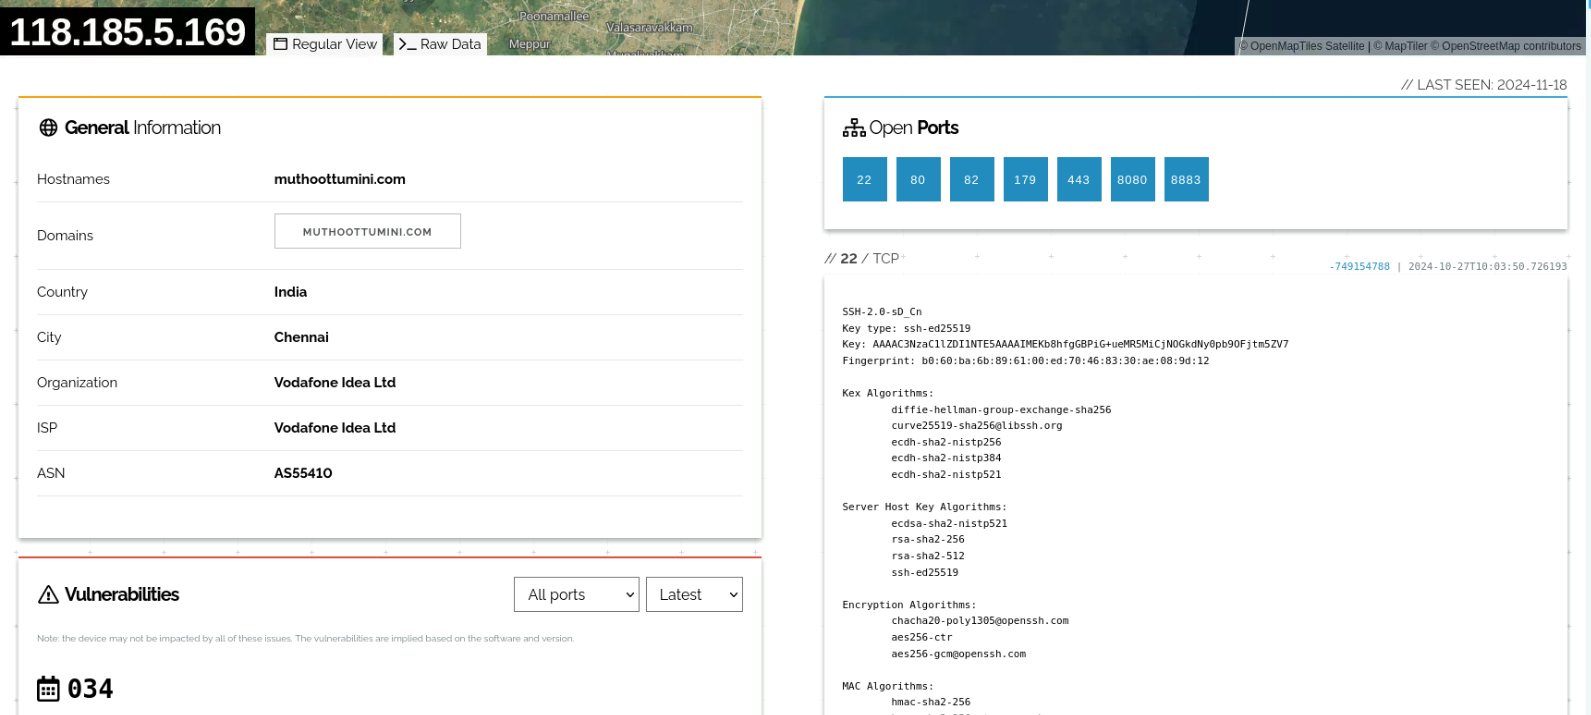 Poonamallee
Valasaravakkam
Meppur
118.185.5.169
Regular View
Raw Data
© OpenMapTiles Satellite | © MapTiler © OpenStreetMap contributors
// LAST SEEN: 2024-11-18
General Information
Hostnames
muthoottumini.com
Domains
MUTHOOTTUMINI.COM
Country
India
City
Chennai
Organization
Vodafone Idea Ltd
ISP
Vodafone Idea Ltd
ASN
AS55410
Vulnerabilities
All ports
Latest
Note: the device may not be impacted by all of these issues. The vulnerabilities are implied based on the software and version.
034
Open Ports
22
80
82
179
443
8080
8883
// 22 / TCP
-749154788 | 2024-10-27T10:03:50.726193
SSH-2.0-sD_Cn
Key type: ssh-ed25519
Key: AAAAC3NzaC1lZDI1NTE5AAAAIMEKb8hfgGBPiG+ueMR5MiCjNOGkdNy0pb9OFjtm5ZV7
Fingerprint: b0:60:ba:6b:89:61:00:ed:70:46:83:30:ae:08:9d:12
Kex Algorithms:
diffie-hellman-group-exchange-sha256
curve25519-sha256@libssh.org
ecdh-sha2-nistp256
ecdh-sha2-nistp384
ecdh-sha2-nistp521
Server Host Key Algorithms:
ecdsa-sha2-nistp521
rsa-sha2-256
rsa-sha2-512
ssh-ed25519
Encryption Algorithms:
chacha20-poly1305@openssh.com
aes256-ctr
aes256-gcm@openssh.com
MAC Algorithms:
hmac-sha2-256